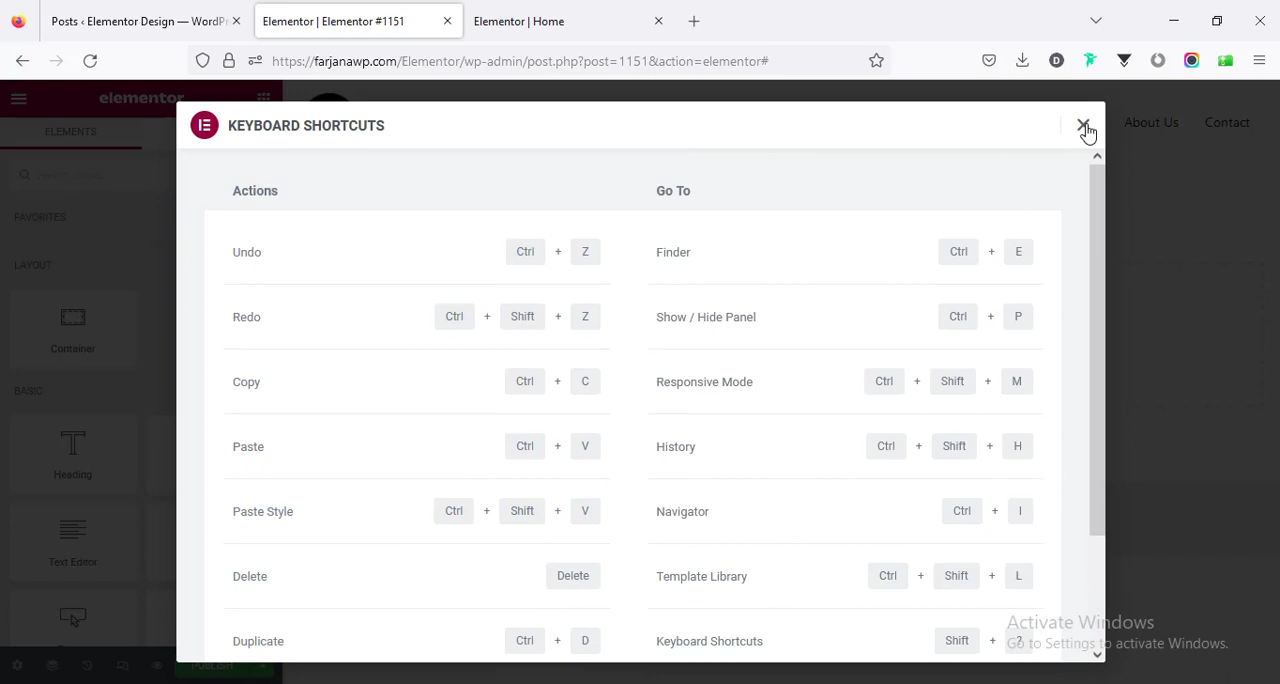 Posts ‹ Elementor Design — WordPr
Elementor | Elementor #1151
Elementor | Home
https://farjanawp.com/Elementor/wp-admin/post.php?post=1151&action=elementor#
elementor
ELEMENTS
FAVORITES
LAYOUT
Container
BASIC
Heading
Text Editor
PUBLISH
About Us
Contact
KEYBOARD SHORTCUTS
Actions
Undo Ctrl + Z
Redo Ctrl + Shift + Z
Copy Ctrl + C
Paste Ctrl + V
Paste Style Ctrl + Shift + V
Delete Delete
Duplicate Ctrl + D
Go To
Finder Ctrl + E
Show / Hide Panel Ctrl + P
Responsive Mode Ctrl + Shift + M
History Ctrl + Shift + H
Navigator Ctrl + I
Template Library Ctrl + Shift + L
Keyboard Shortcuts Shift + ?
Activate Windows
Go to Settings to activate Windows.